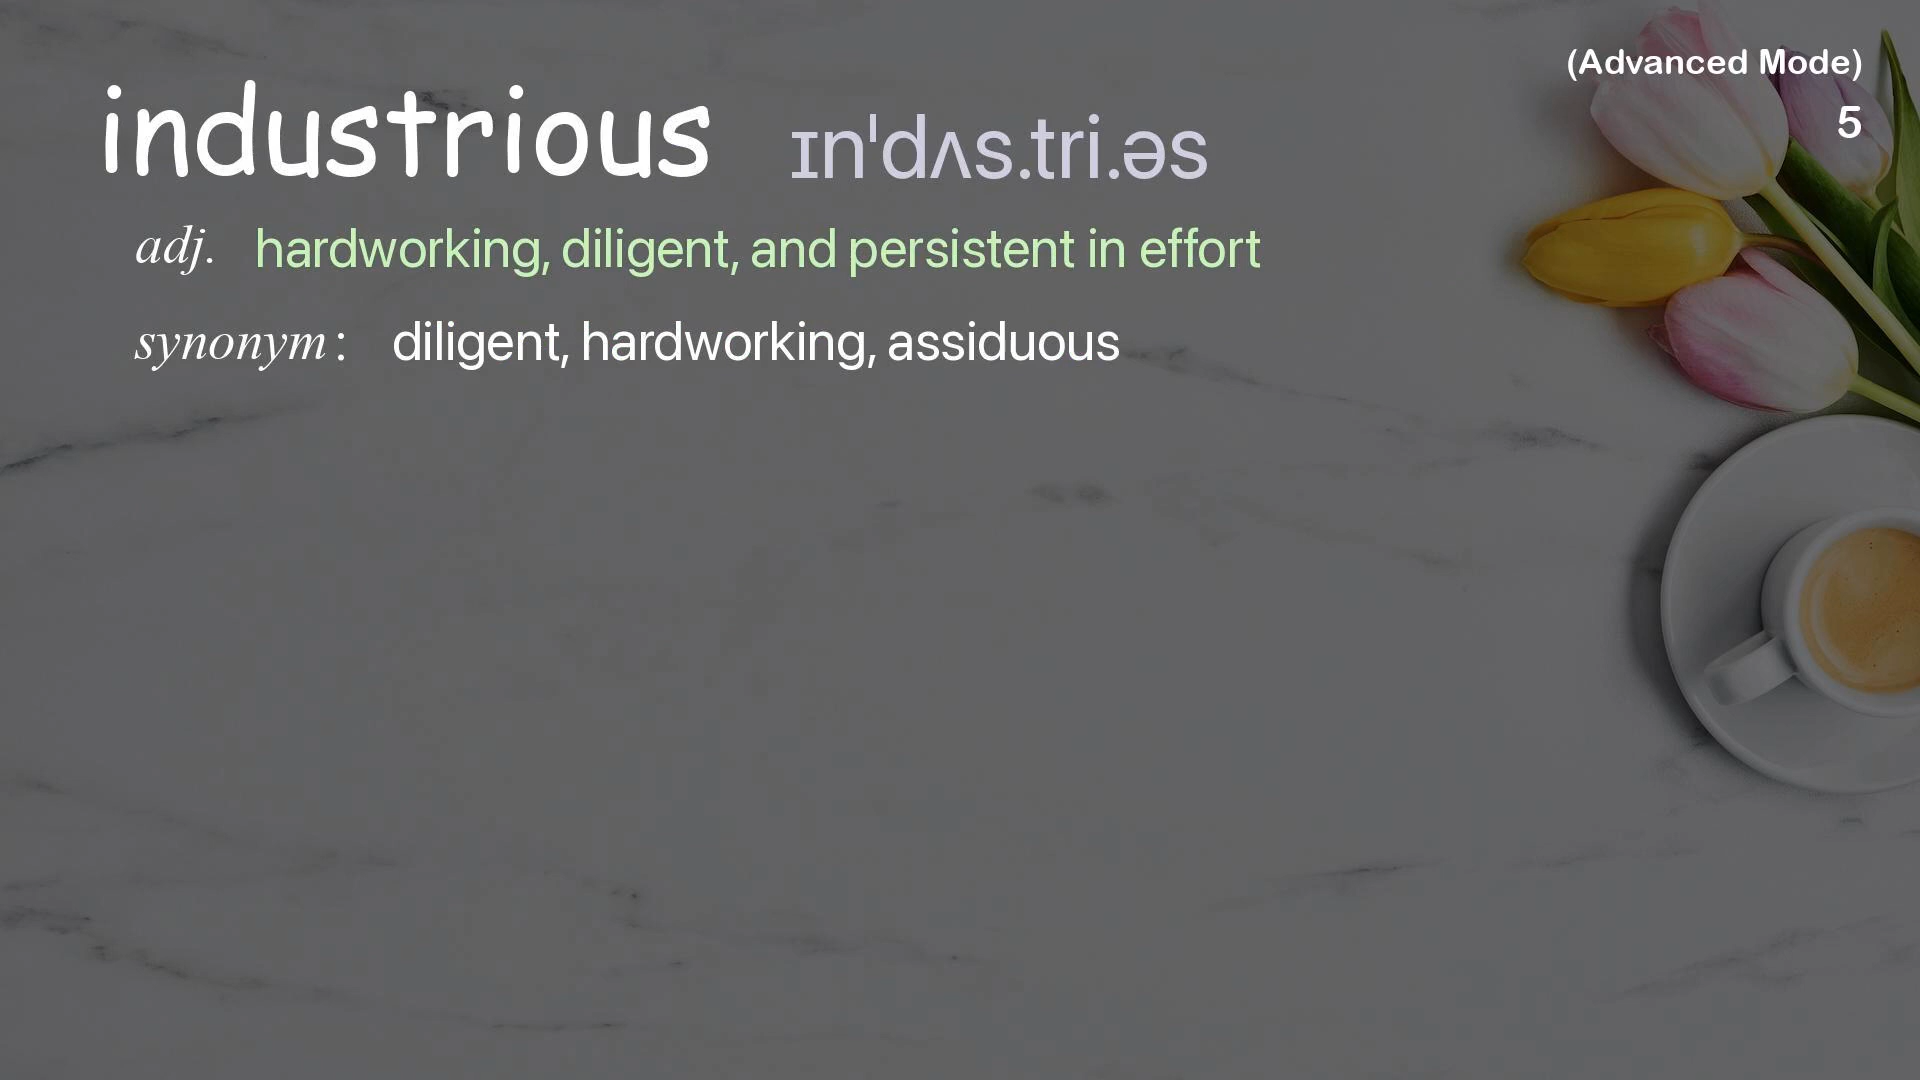 (Advanced Mode)
5
industrious ɪnˈdʌs.tri.əs
adj. hardworking, diligent, and persistent in effort
synonym : diligent, hardworking, assiduous